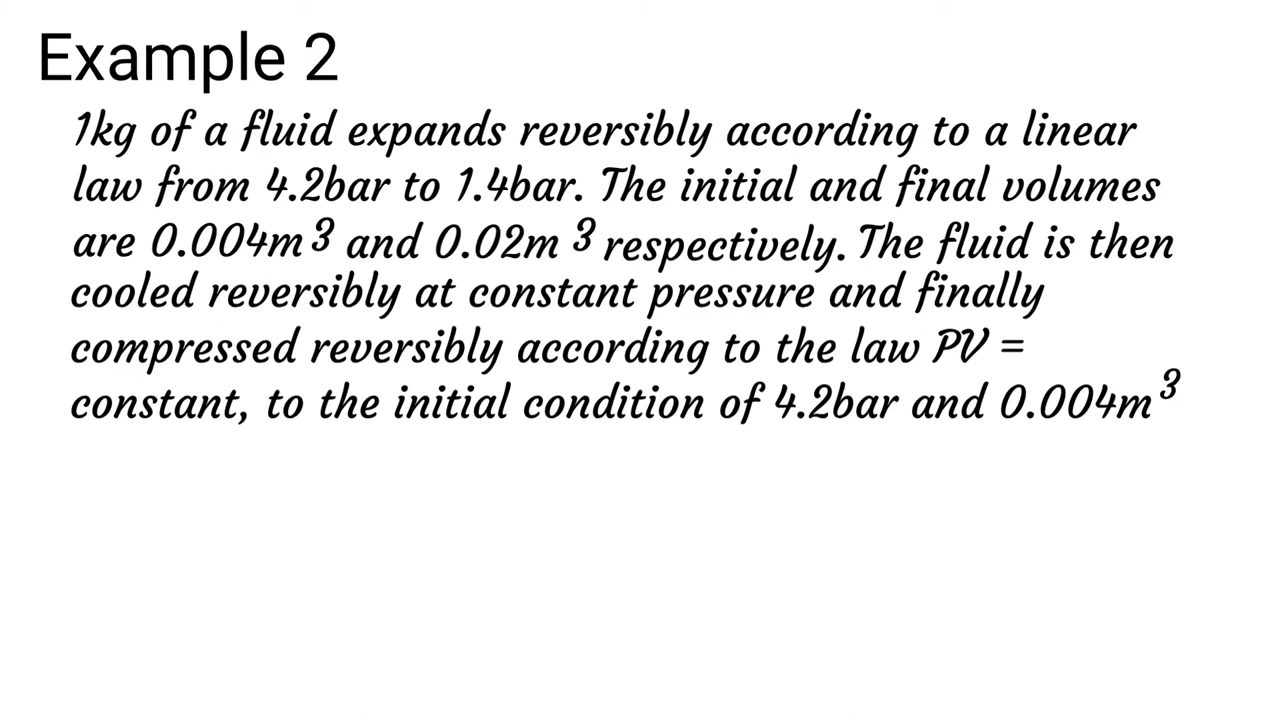 Example 2
1kg of a fluid expands reversibly according to a linear
law from 4.2bar to 1.4bar. The initial and final volumes
are 0.004m³ and 0.02m³ respectively. The fluid is then
cooled reversibly at constant pressure and finally
compressed reversibly according to the law PV =
constant, to the initial condition of 4.2bar and 0.004m³